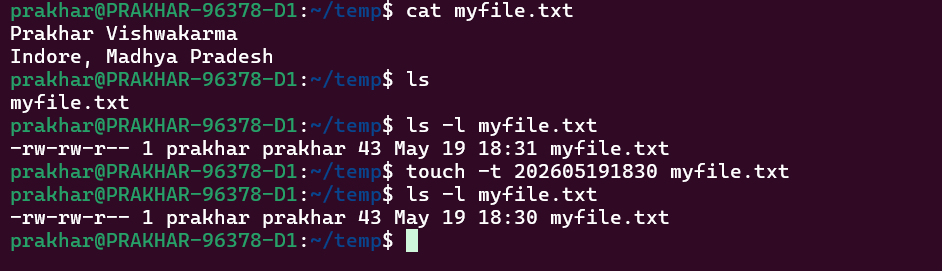 prakhar@PRAKHAR-96378-D1:~/temp$ cat myfile.txt
Prakhar Vishwakarma
Indore, Madhya Pradesh
prakhar@PRAKHAR-96378-D1:~/temp$ ls
myfile.txt
prakhar@PRAKHAR-96378-D1:~/temp$ ls -l myfile.txt
-rw-rw-r-- 1 prakhar prakhar 43 May 19 18:31 myfile.txt
prakhar@PRAKHAR-96378-D1:~/temp$ touch -t 202605191830 myfile.txt
prakhar@PRAKHAR-96378-D1:~/temp$ ls -l myfile.txt
-rw-rw-r-- 1 prakhar prakhar 43 May 19 18:30 myfile.txt
prakhar@PRAKHAR-96378-D1:~/temp$